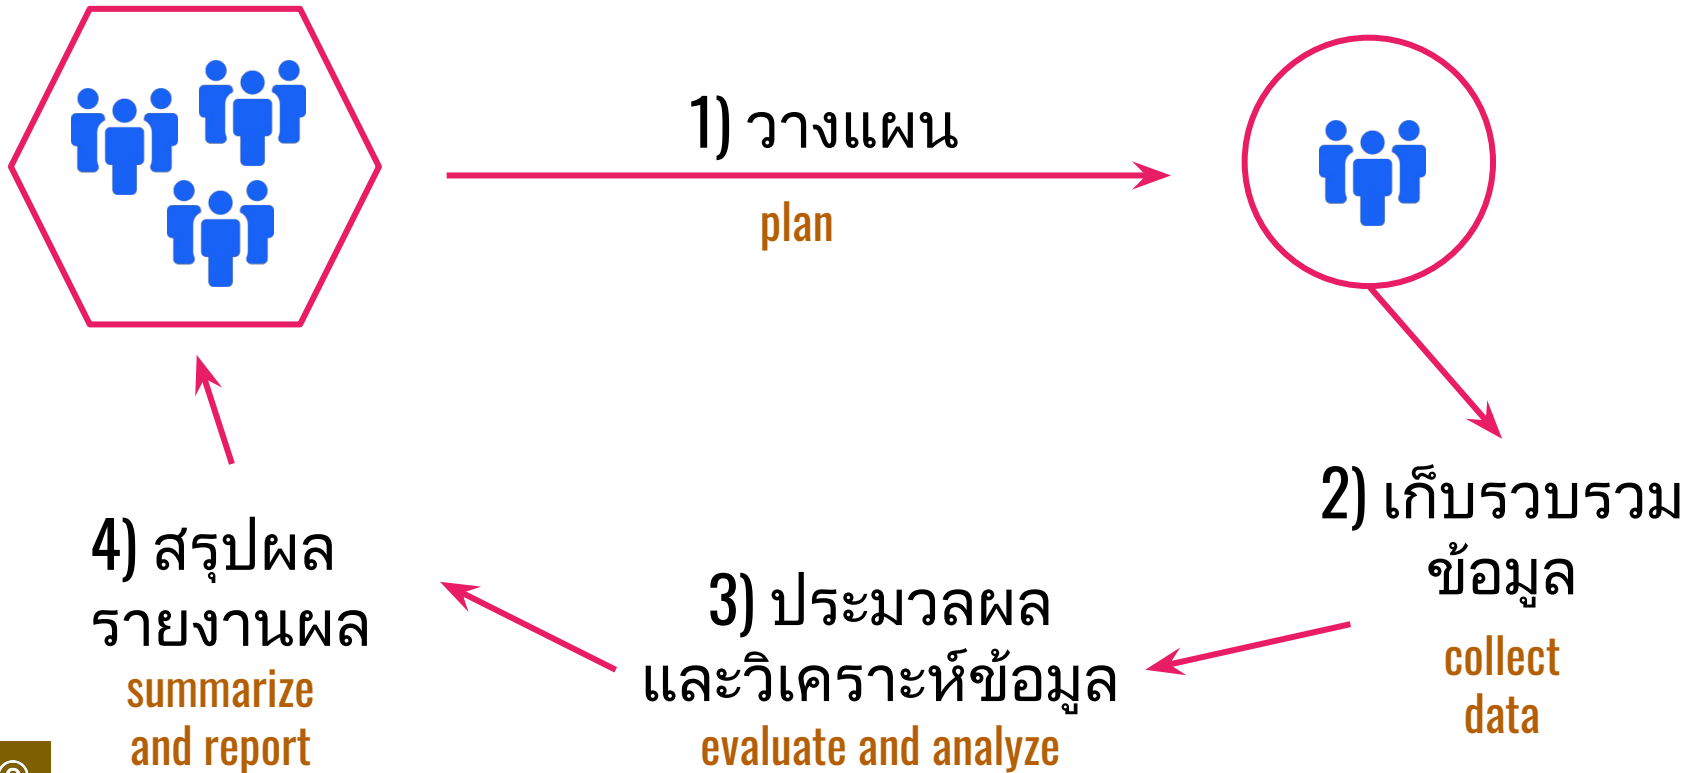 1) วางแผน
plan
2) เก็บรวบรวม
ข้อมูล
collect
data
3) ประมวลผล
และวิเคราะห์ข้อมูล
evaluate and analyze
4) สรุปผล
รายงานผล
summarize
and report